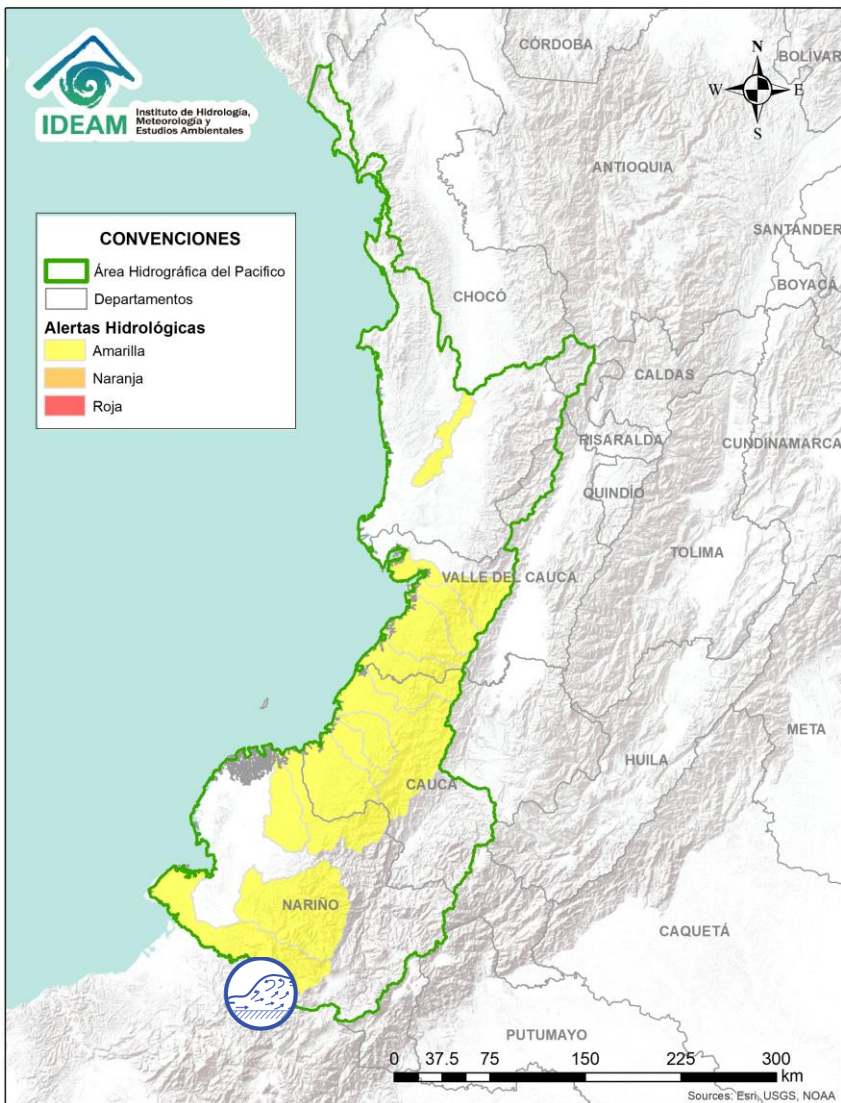 IDEAM
Instituto de Hidrología,
Meteorología y
Estudios Ambientales
N
W
E
S
CONVENCIONES
Área Hidrográfica del Pacifico
Departamentos
Alertas Hidrológicas
Amarilla
Naranja
Roja
CÓRDOBA
BOLÍVAR
ANTIOQUIA
SANTANDER
BOYACÁ
CHOCÓ
CALDAS
RISARALDA
CUNDINAMARCA
QUINDÍO
TOLIMA
VALLE DEL CAUCA
META
HUILA
CAUCA
NARIÑO
CAQUETÁ
PUTUMAYO
0 37.5 75 150 225 300
km
Sources: Esri, USGS, NOAA